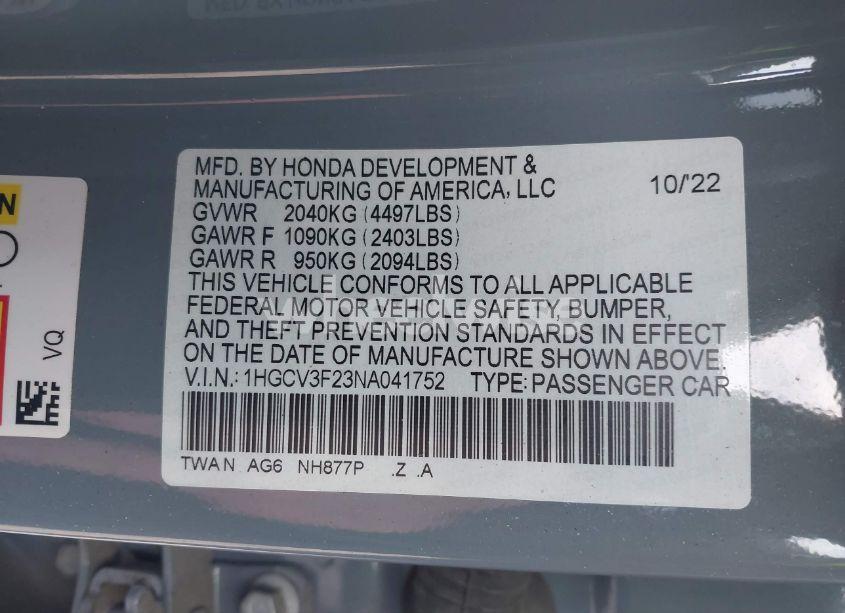 MFD. BY HONDA DEVELOPMENT &
MANUFACTURING OF AMERICA, LLC 10/'22
GVWR 2040KG (4497LBS)
GAWR F 1090KG (2403LBS)
GAWR R 950KG (2094LBS)
THIS VEHICLE CONFORMS TO ALL APPLICABLE
FEDERAL MOTOR VEHICLE SAFETY, BUMPER,
AND THEFT PREVENTION STANDARDS IN EFFECT
ON THE DATE OF MANUFACTURE SHOWN ABOVE.
V.I.N.: 1HGCV3F23NA041752 TYPE: PASSENGER CAR
TWAN AG6 NH877P .Z .A
VQ